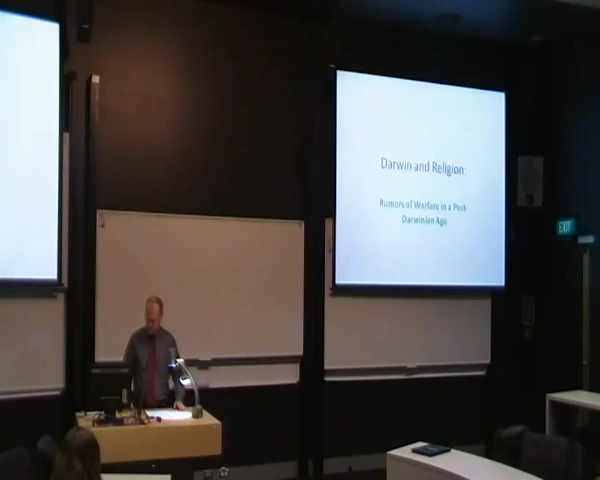 Darwin and Religion:
Rumors of Warfare in a Post-
Darwinian Age
EXIT